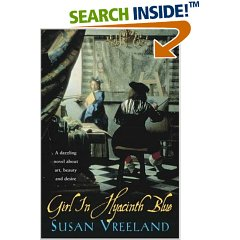 SEARCH INSIDE!™
A dazzling
novel about
art, beauty
and desire
Girl In Hyacinth Blue
SUSAN VREELAND